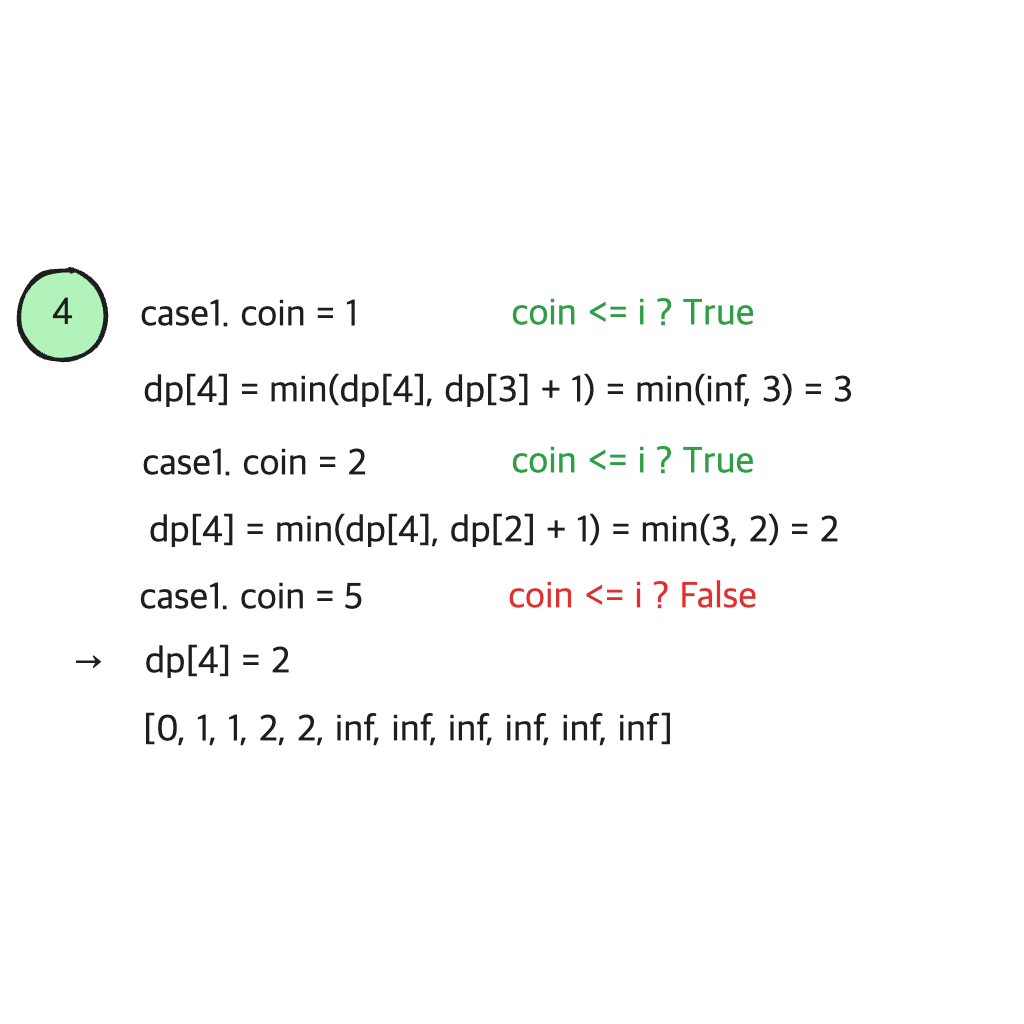 4 case1. coin = 1 coin <= i ? True
dp[4] = min(dp[4], dp[3] + 1) = min(inf, 3) = 3
case1. coin = 2 coin <= i ? True
dp[4] = min(dp[4], dp[2] + 1) = min(3, 2) = 2
case1. coin = 5 coin <= i ? False
→ dp[4] = 2
[0, 1, 1, 2, 2, inf, inf, inf, inf, inf, inf]